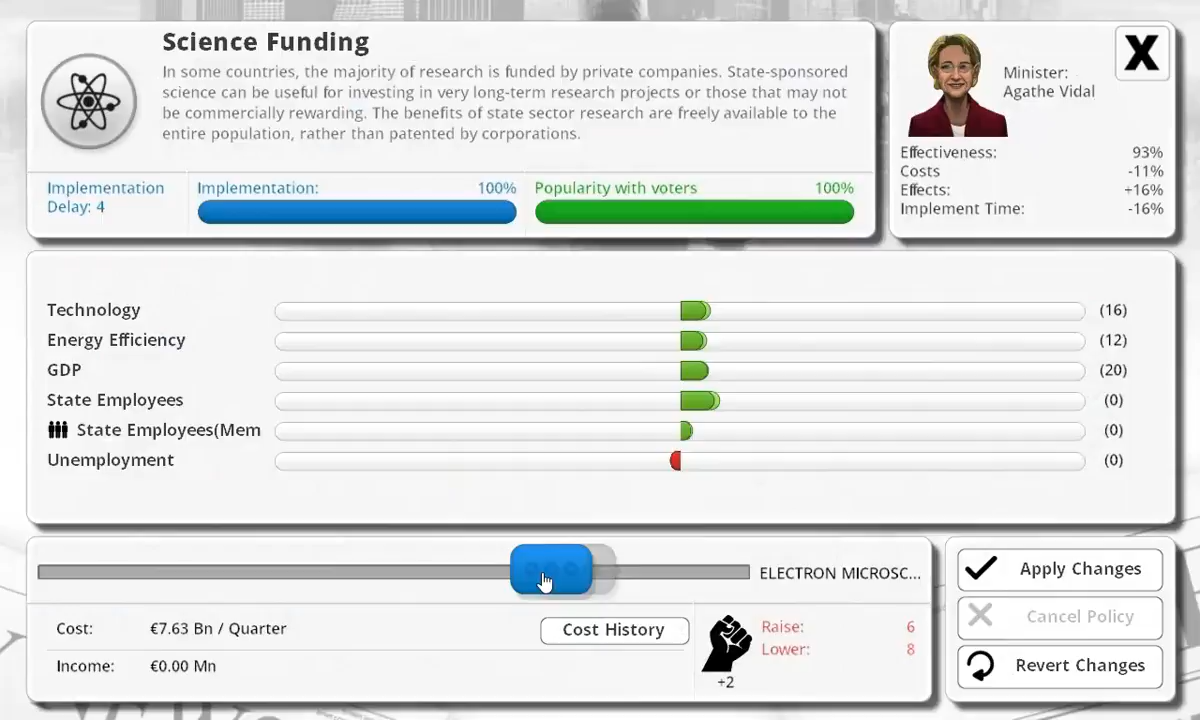 Science Funding
In some countries, the majority of research is funded by private companies. State-sponsored
science can be useful for investing in very long-term research projects or those that may not
be commercially rewarding. The benefits of state sector research are freely available to the
entire population, rather than patented by corporations.
Implementation
Delay: 4
Implementation: 100%
Popularity with voters 100%
X
Minister:
Agathe Vidal
Effectiveness: 93%
Costs -11%
Effects: +16%
Implement Time: -16%
Technology (16)
Energy Efficiency (12)
GDP (20)
State Employees (0)
State Employees(Mem (0)
Unemployment (0)
ELECTRON MICROSC...
Cost: €7.63 Bn / Quarter
Cost History
Income: €0.00 Mn
Raise: 6
Lower: 8
+2
Apply Changes
Cancel Policy
Revert Changes